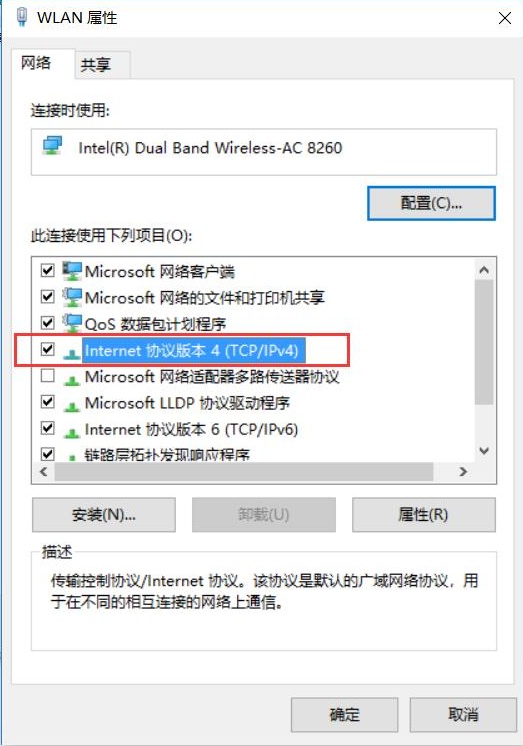 WLAN 属性
网络
共享
连接时使用:
Intel(R) Dual Band Wireless-AC 8260
配置(C)...
此连接使用下列项目(O):
Microsoft 网络客户端
Microsoft 网络的文件和打印机共享
QoS 数据包计划程序
Internet 协议版本 4 (TCP/IPv4)
Microsoft 网络适配器多路传送器协议
Microsoft LLDP 协议驱动程序
Internet 协议版本 6 (TCP/IPv6)
链路层拓扑发现响应程序
安装(N)...
卸载(U)
属性(R)
描述
传输控制协议/Internet 协议。该协议是默认的广域网络协议，用
于在不同的相互连接的网络上通信。
确定
取消